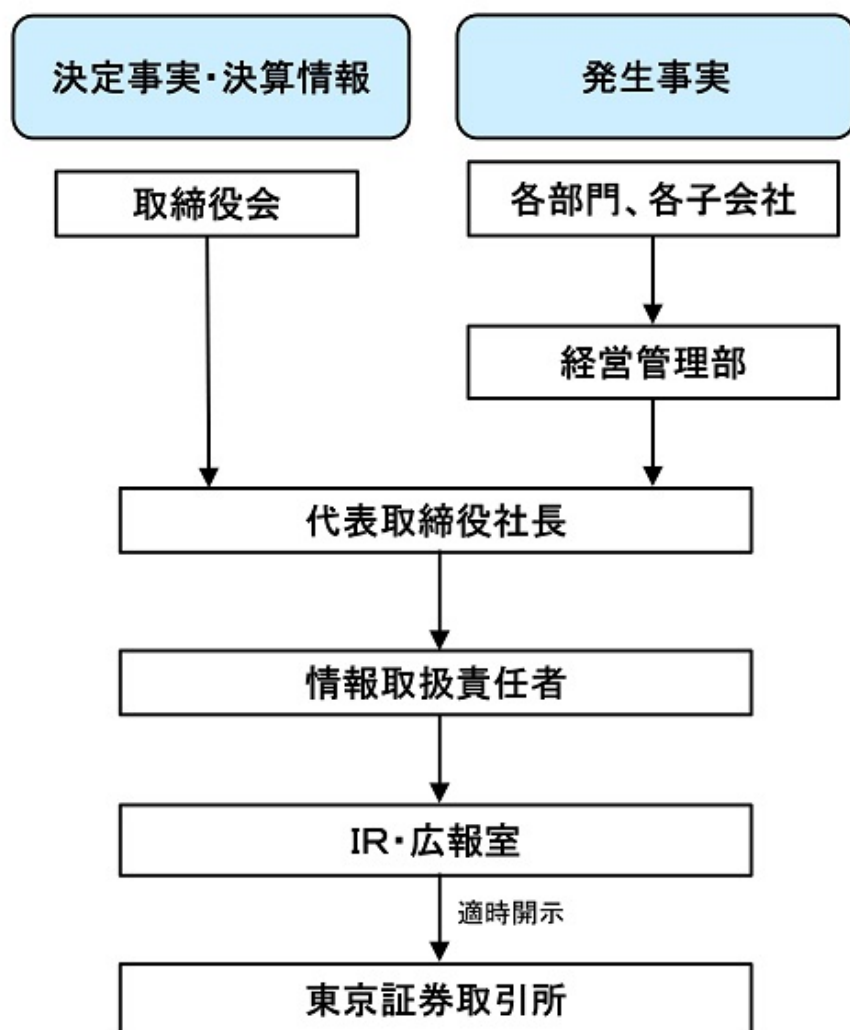 決定事実・決算情報
発生事実
取締役会
各部門、各子会社
経営管理部
代表取締役社長
情報取扱責任者
IR・広報室
適時開示
東京証券取引所